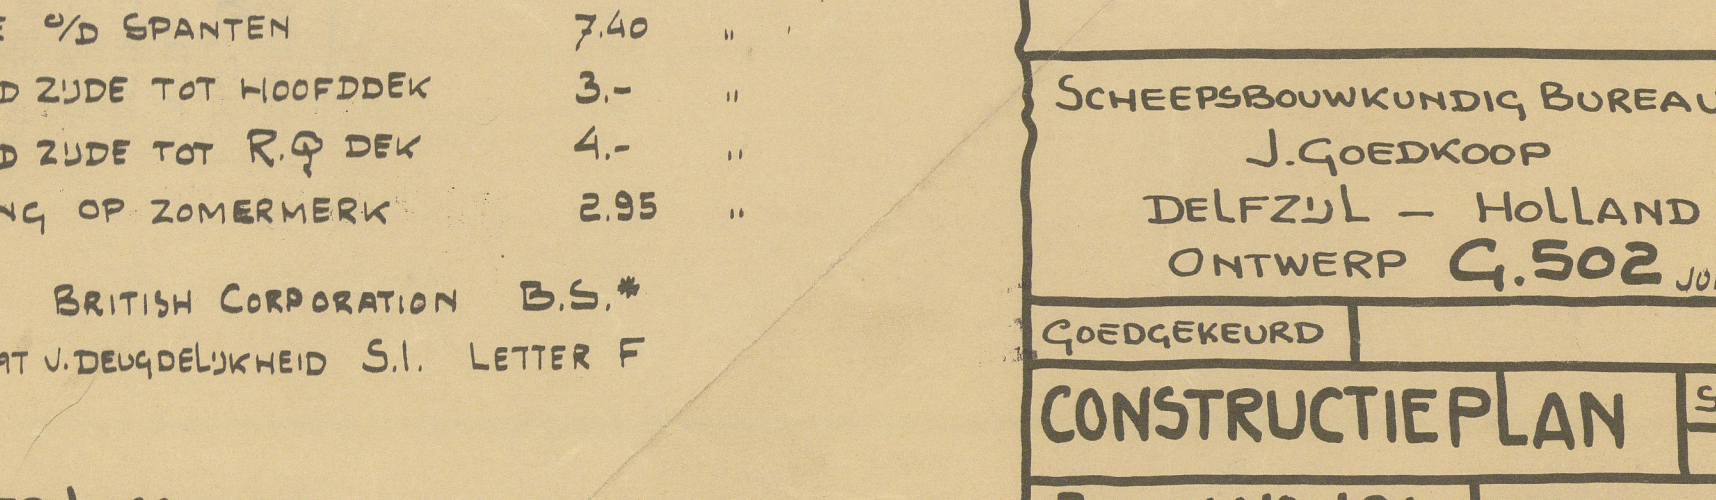 O/D SPANTEN 7.40 "
D ZIJDE TOT HOOFDDEK 3.- "
D ZIJDE TOT R.Q DEK 4.- "
NG OP ZOMERMERK 2.95 "
BRITISH CORPORATION B.S.*
AT V. DEUGDELIJKHEID S.I. LETTER F
SCHEEPSBOUWKUNDIG BUREAU
J. GOEDKOOP
DELFZIJL – HOLLAND
ONTWERP G.502
GOEDGEKEURD
CONSTRUCTIEPLAN